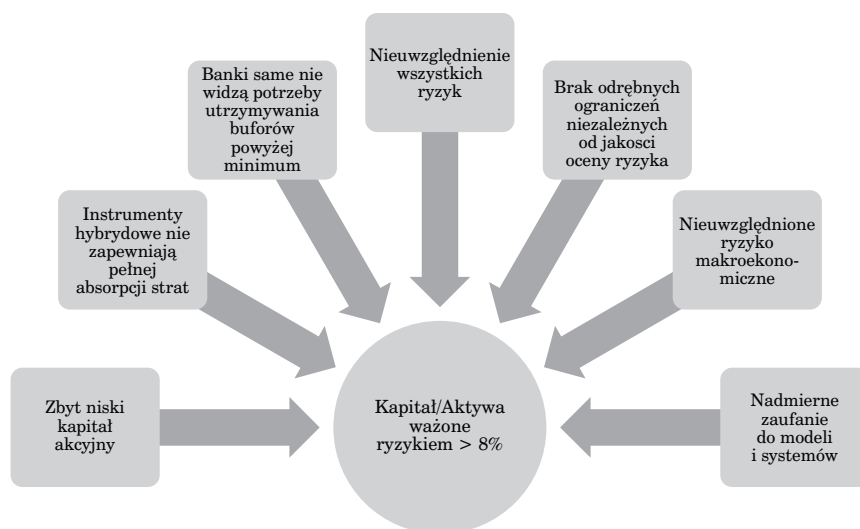 Nieuwzględnienie
wszystkich
ryzyk
Banki same nie
widzą potrzeby
utrzymywania
buforów
powyżej
minimum
Brak odrębnych
ograniczeń
niezależnych
od jakosci
oceny ryzyka
Instrumenty
hybrydowe nie
zapewniają
pełnej
absorpcji strat
Nieuwzględnione
ryzyko
makroekono-
miczne
Zbyt niski
kapitał
akcyjny
Kapitał/Aktywa
ważone
ryzykiem > 8%
Nadmierne
zaufanie
do modeli
i systemów